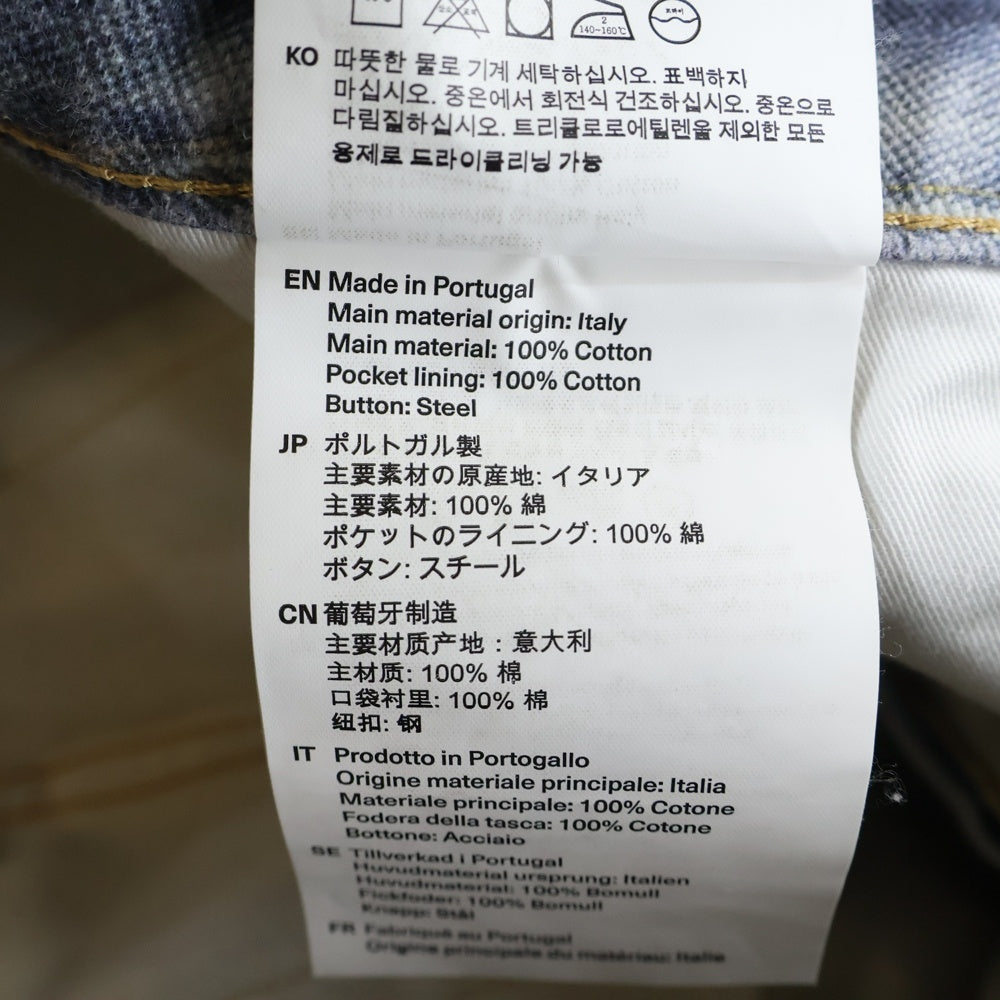 2
140~160℃
드라이
KO 따뜻한 물로 기계 세탁하십시오. 표백하지
마십시오. 중온에서 회전식 건조하십시오. 중온으로
다림질하십시오. 트리클로로에틸렌을 제외한 모든
용제로 드라이클리닝 가능
EN Made in Portugal
Main material origin: Italy
Main material: 100% Cotton
Pocket lining: 100% Cotton
Button: Steel
JP ポルトガル製
主要素材の原産地: イタリア
主要素材: 100% 綿
ポケットのライニング: 100% 綿
ボタン: スチール
CN 葡萄牙制造
主要材质产地：意大利
主材质: 100% 棉
口袋衬里: 100% 棉
纽扣: 钢
IT Prodotto in Portogallo
Origine materiale principale: Italia
Materiale principale: 100% Cotone
Fodera della tasca: 100% Cotone
Bottone: Acciaio
SE Tillverkad i Portugal
Huvudmaterial ursprung: Italien
Huvudmaterial: 100% Bomull
Fickfoder: 100% Bomull
Knapp: Stål
FR Fabriqué au Portugal
Origine principale du matériau: Italie